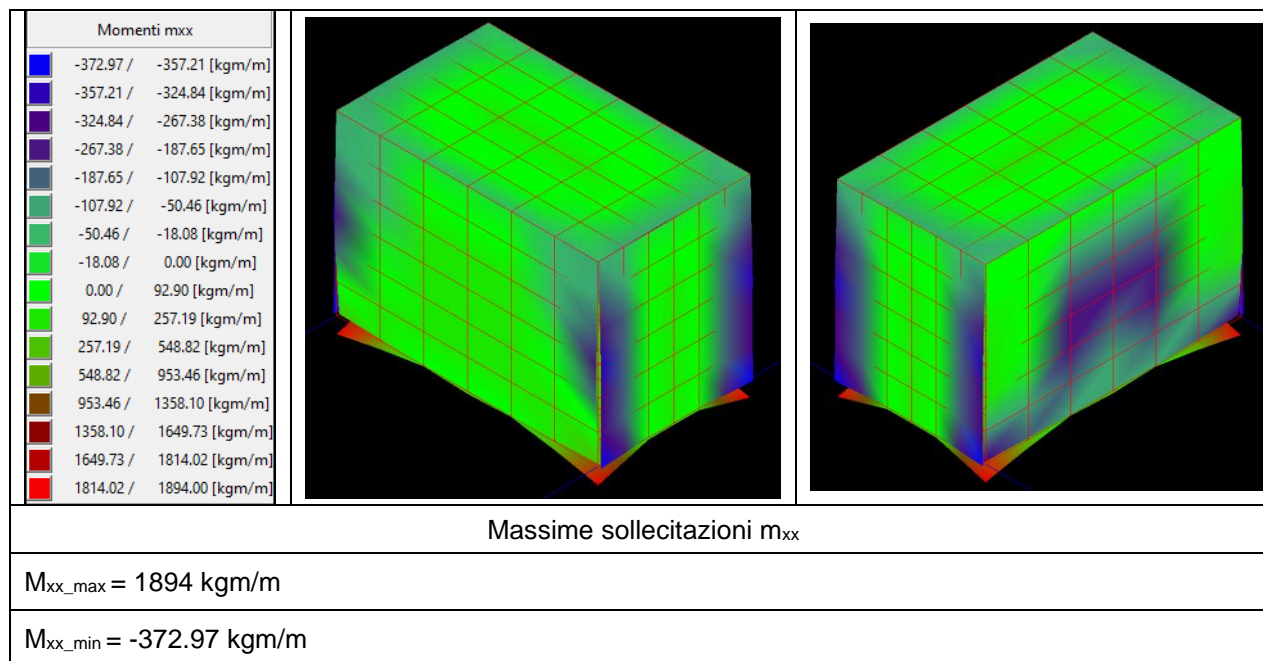 Momenti mxx
-372.97 / -357.21 [kgm/m]
-357.21 / -324.84 [kgm/m]
-324.84 / -267.38 [kgm/m]
-267.38 / -187.65 [kgm/m]
-187.65 / -107.92 [kgm/m]
-107.92 / -50.46 [kgm/m]
-50.46 / -18.08 [kgm/m]
-18.08 / 0.00 [kgm/m]
0.00 / 92.90 [kgm/m]
92.90 / 257.19 [kgm/m]
257.19 / 548.82 [kgm/m]
548.82 / 953.46 [kgm/m]
953.46 / 1358.10 [kgm/m]
1358.10 / 1649.73 [kgm/m]
1649.73 / 1814.02 [kgm/m]
1814.02 / 1894.00 [kgm/m]
Massime sollecitazioni mxx
Mxx_max = 1894 kgm/m
Mxx_min = -372.97 kgm/m